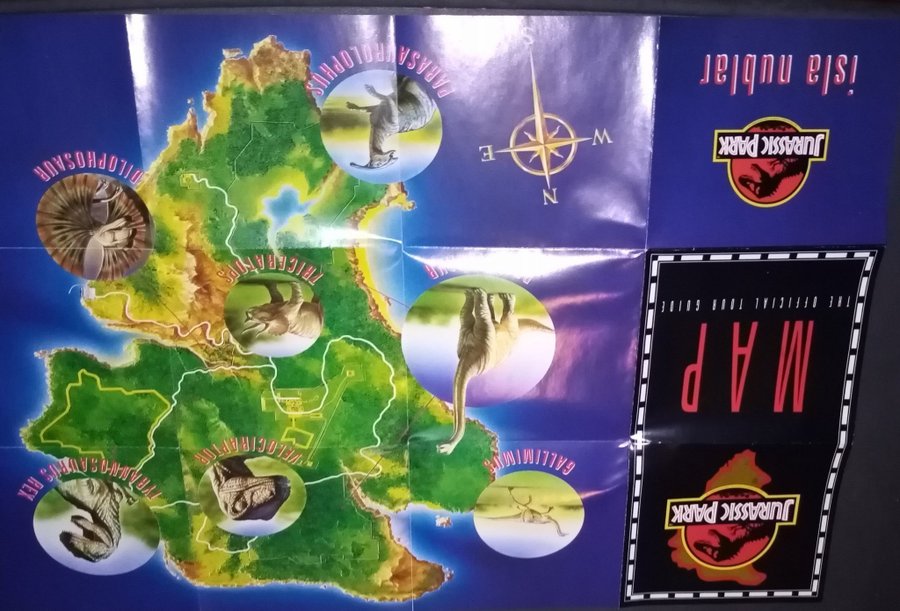 JURASSIC PARK
MAP
THE OFFICIAL TOUR GUIDE
JURASSIC PARK
isla nublar
GALLIMIMUS
VELOCIRAPTOR
TYRANNOSAURUS REX
TRICERATOPS
DILOPHOSAUR
PARASAUROLOPHUS
N
W
E
S